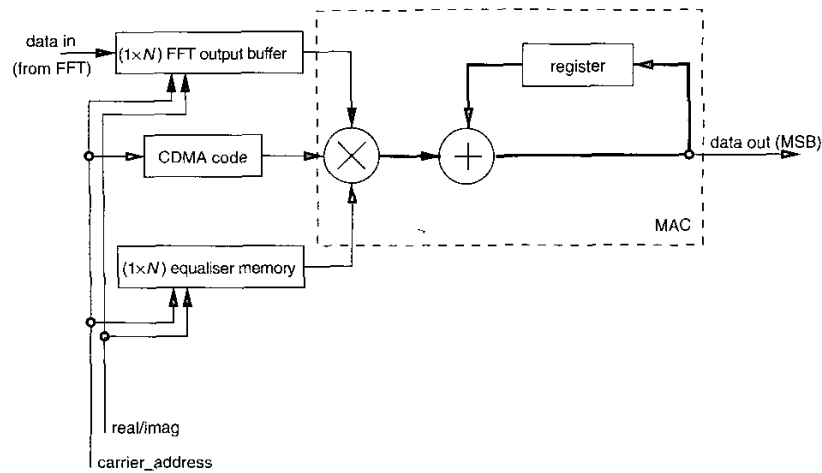 data in
(from FFT)
(1×N) FFT output buffer
register
CDMA code
data out (MSB)
MAC
(1×N) equaliser memory
real/imag
carrier_address